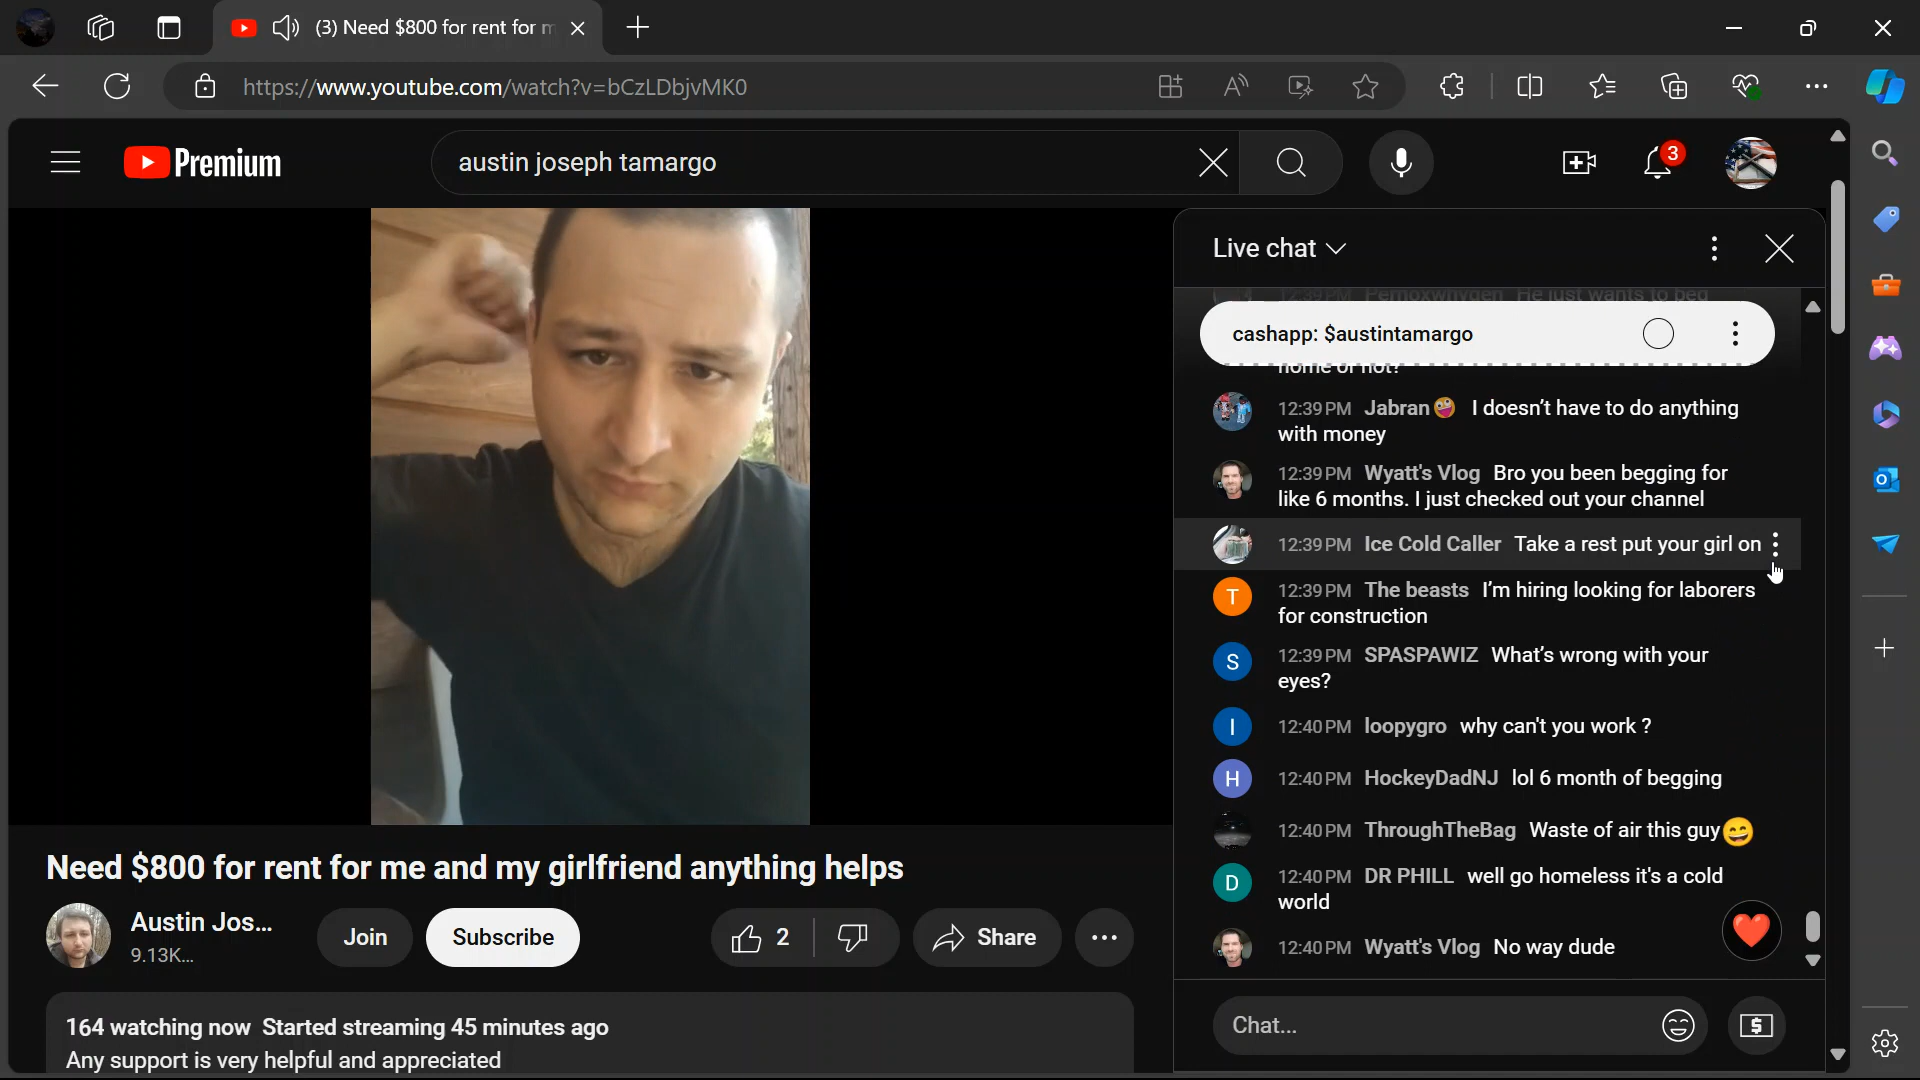 (3) Need $800 for rent for m
https://www.youtube.com/watch?v=bCzLDbjvMK0
Premium
austin joseph tamargo
3
Live chat
cashapp: $austintamargo
home or not?
12:39 PM Jabran🤪 I doesn't have to do anything
with money
12:39 PM Wyatt's Vlog Bro you been begging for
like 6 months. I just checked out your channel
12:39 PM Ice Cold Caller Take a rest put your girl on
T 12:39 PM The beasts I'm hiring looking for laborers
for construction
S 12:39 PM SPASPAWIZ What's wrong with your
eyes?
I 12:40 PM loopygro why can't you work ?
H 12:40 PM HockeyDadNJ lol 6 month of begging
12:40 PM ThroughTheBag Waste of air this guy😄
D 12:40 PM DR PHILL well go homeless it's a cold
world
12:40 PM Wyatt's Vlog No way dude
Chat...
Need $800 for rent for me and my girlfriend anything helps
Austin Jos...
9.13K...
Join
Subscribe
2
Share
164 watching now Started streaming 45 minutes ago
Any support is very helpful and appreciated